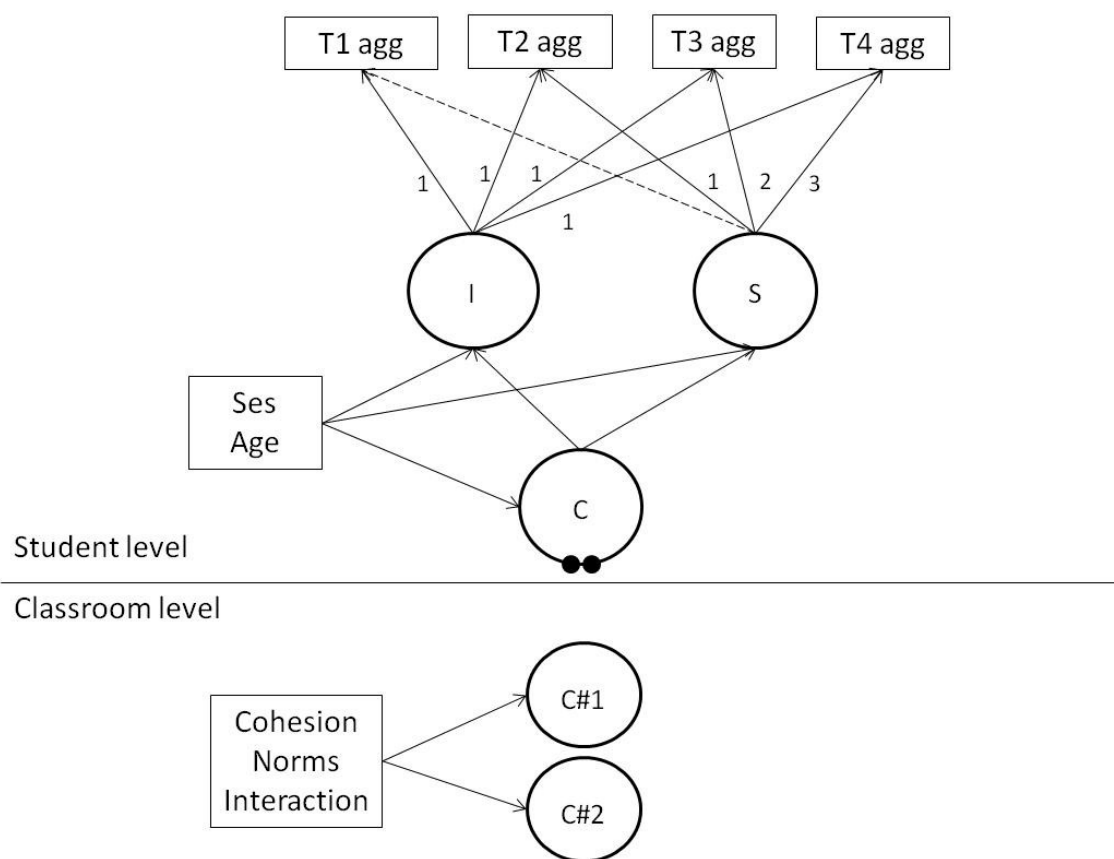 T1 agg
T2 agg
T3 agg
T4 agg
1
1
1
1
1
2
3
I
S
Ses
Age
C
Student level
Classroom level
C#1
Cohesion
Norms
Interaction
C#2